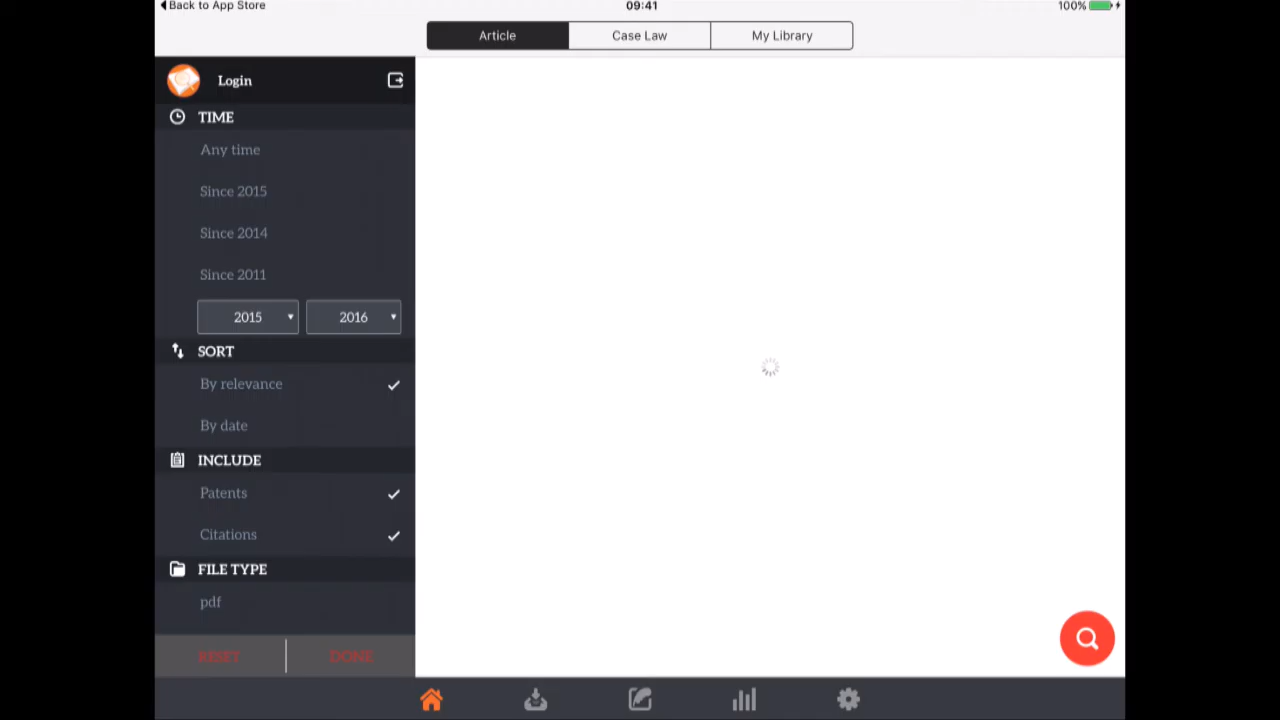 Back to App Store
09:41
100%
Article
Case Law
My Library
Login
TIME
Any time
Since 2015
Since 2014
Since 2011
2015
2016
SORT
By relevance
By date
INCLUDE
Patents
Citations
FILE TYPE
pdf
RESET
DONE